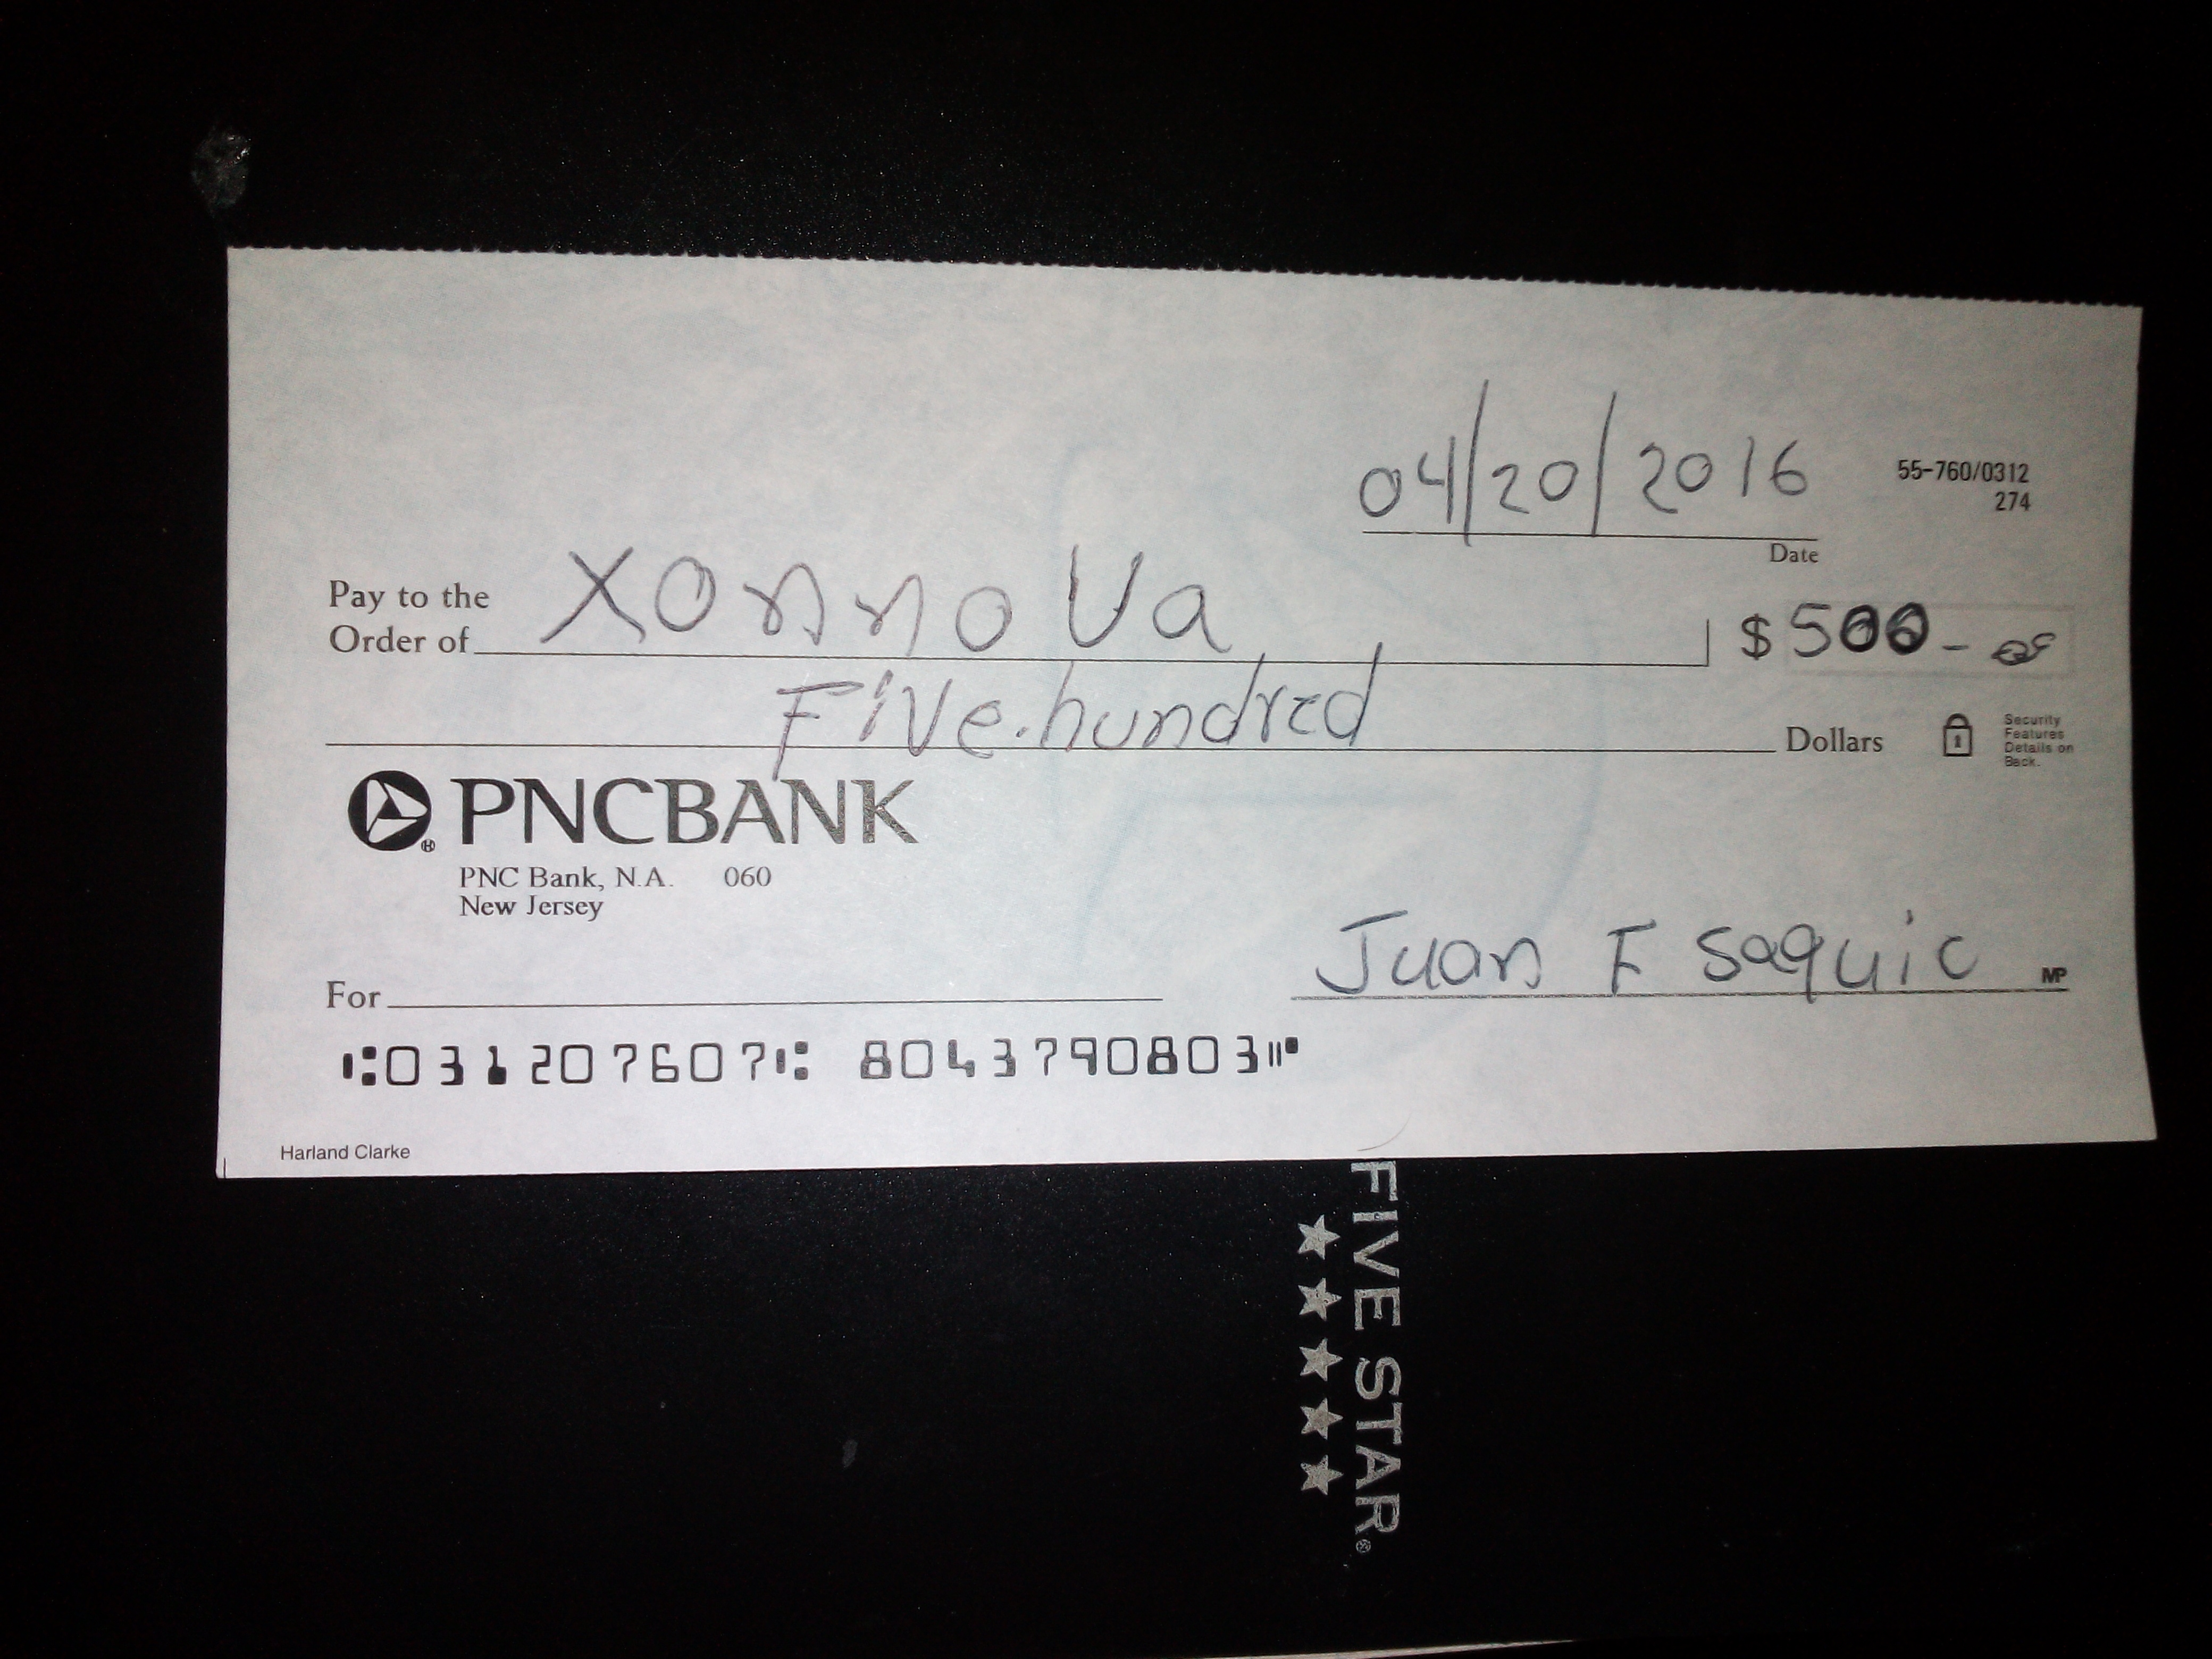 04/20/2016
55-760/0312
274
Date
Pay to the
Order of
Xonno Va
$ 500 -
Five.hundred
Dollars
Security
Features
Details on
Back.
PNCBANK
PNC Bank, N.A. 060
New Jersey
Juan F Saquic
MP
For
⑆031207607⑆ 8043790803⑈
Harland Clarke
FIVE STAR®